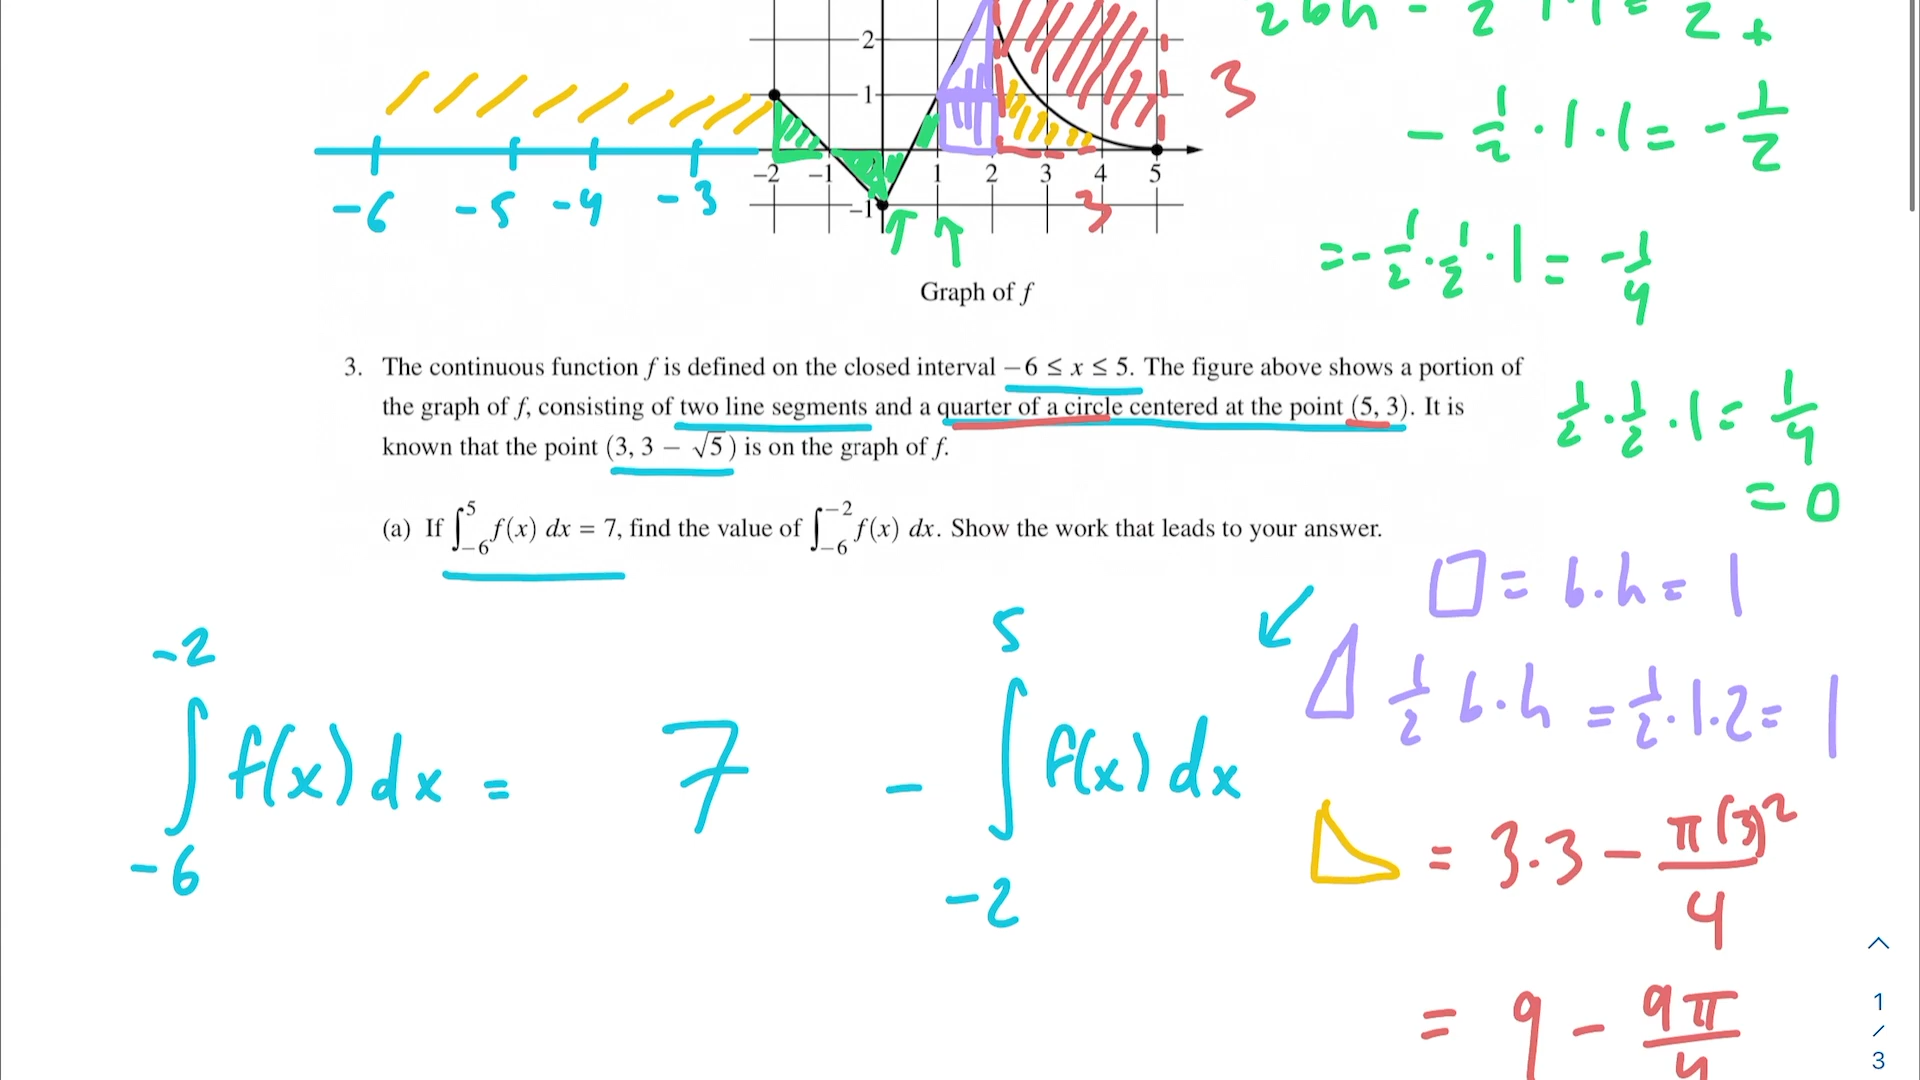 2
1
3
-2 -1 1 2 3 4 5
-1
-6 -5 -4 -3
3
Graph of f
- 1/2 · 1 · 1 = - 1/2
= - 1/2 · 1/2 · 1 = - 1/4
1/2 · 1/2 · 1 = 1/4
= 0
3. The continuous function f is defined on the closed interval −6 ≤ x ≤ 5. The figure above shows a portion of
the graph of f, consisting of two line segments and a quarter of a circle centered at the point (5, 3). It is
known that the point (3, 3 − √5) is on the graph of f.
(a) If ∫_{−6}^{5} f(x) dx = 7, find the value of ∫_{−6}^{−2} f(x) dx. Show the work that leads to your answer.
= b·h = 1
1/2 b·h = 1/2 · 1·2 = 1
∫_{-6}^{-2} f(x) dx = 7 - ∫_{-2}^{5} f(x) dx
= 3·3 - π(3)²/4
= 9 - 9π/4
1
/
3